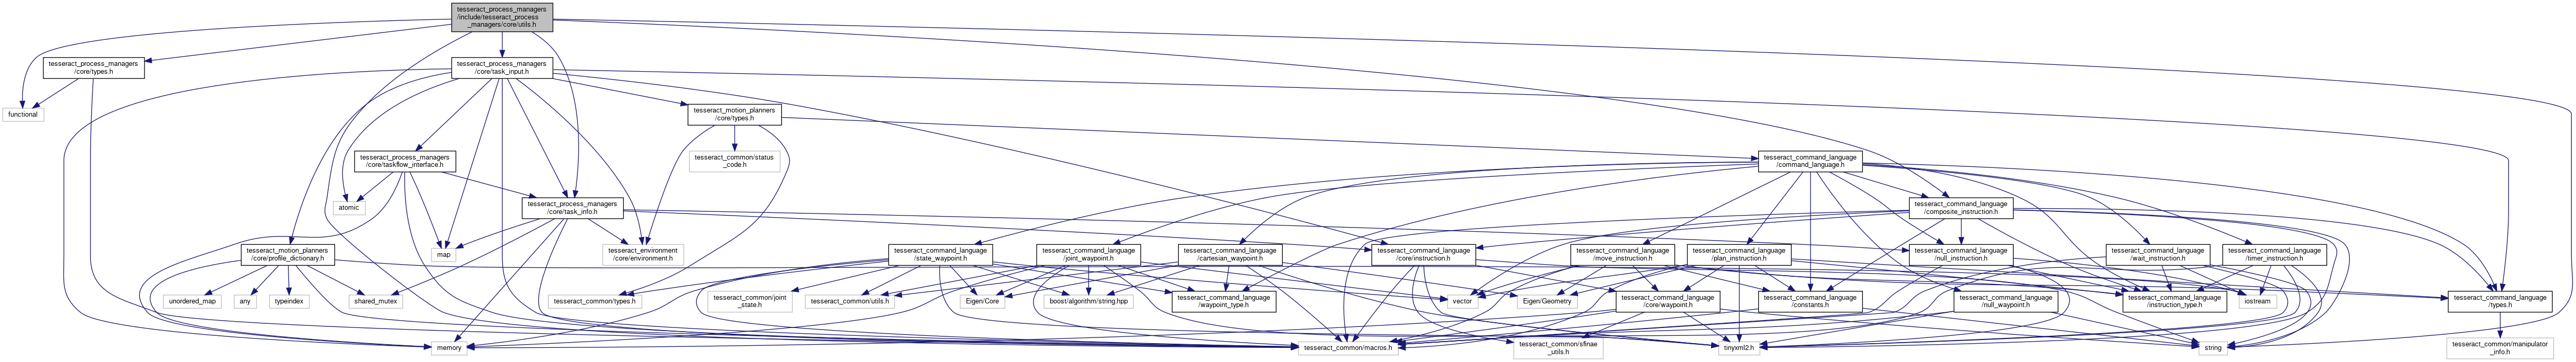 tesseract_process_managers
/include/tesseract_process
_managers/core/utils.h
tesseract_process_managers
/core/types.h
tesseract_process_managers
/core/task_input.h
functional
tesseract_motion_planners
/core/types.h
tesseract_process_managers
/core/taskflow_interface.h
tesseract_common/status
_code.h
tesseract_command_language
/command_language.h
atomic
tesseract_process_managers
/core/task_info.h
tesseract_command_language
/composite_instruction.h
tesseract_motion_planners
/core/profile_dictionary.h
map
tesseract_environment
/core/environment.h
tesseract_command_language
/state_waypoint.h
tesseract_command_language
/joint_waypoint.h
tesseract_command_language
/cartesian_waypoint.h
tesseract_command_language
/core/instruction.h
tesseract_command_language
/move_instruction.h
tesseract_command_language
/plan_instruction.h
tesseract_command_language
/null_instruction.h
tesseract_command_language
/wait_instruction.h
tesseract_command_language
/timer_instruction.h
unordered_map
any
typeindex
shared_mutex
tesseract_common/types.h
tesseract_common/joint
_state.h
tesseract_common/utils.h
Eigen/Core
boost/algorithm/string.hpp
tesseract_command_language
/waypoint_type.h
vector
Eigen/Geometry
tesseract_command_language
/core/waypoint.h
tesseract_command_language
/constants.h
tesseract_command_language
/null_waypoint.h
tesseract_command_language
/instruction_type.h
iostream
tesseract_command_language
/types.h
memory
tesseract_common/macros.h
tesseract_common/sfinae
_utils.h
tinyxml2.h
string
tesseract_common/manipulator
_info.h